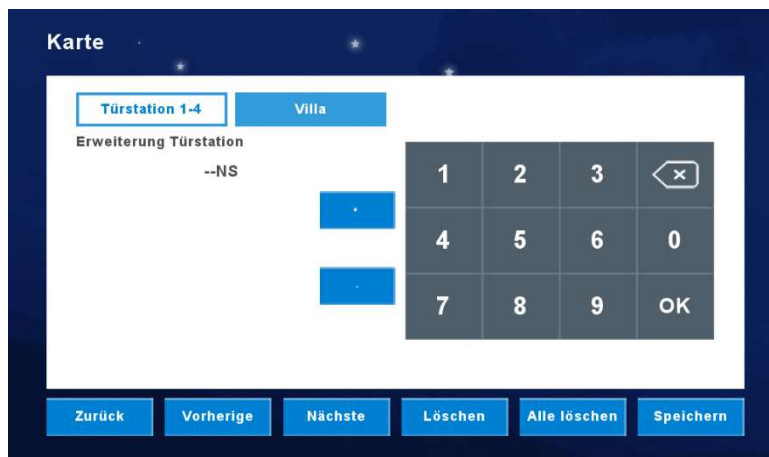 Karte
Türstation 1-4
Villa
Erweiterung Türstation
--NS
+
-
1 2 3
4 5 6 0
7 8 9 OK
Zurück Vorherige Nächste Löschen Alle löschen Speichern